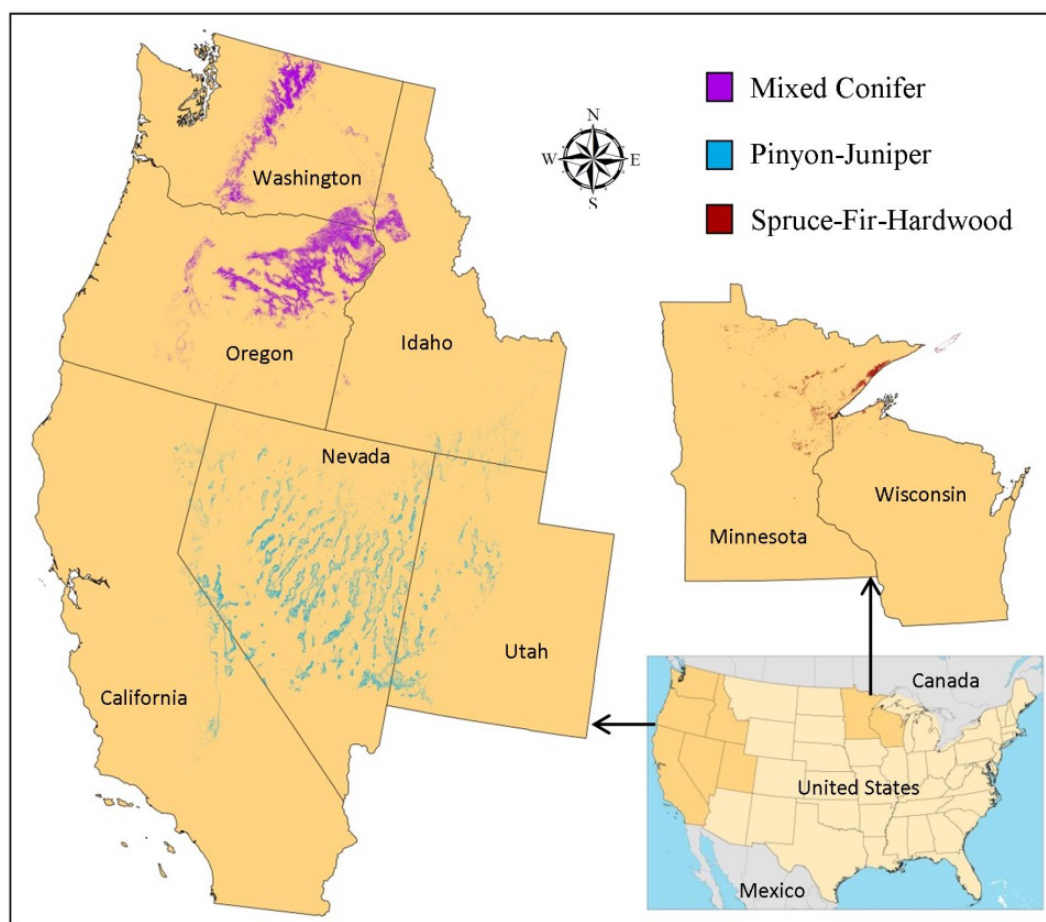 Mixed Conifer
Pinyon-Juniper
Spruce-Fir-Hardwood
N
W E
S
Washington
Oregon
Idaho
Nevada
Utah
California
Minnesota
Wisconsin
Canada
United States
Mexico